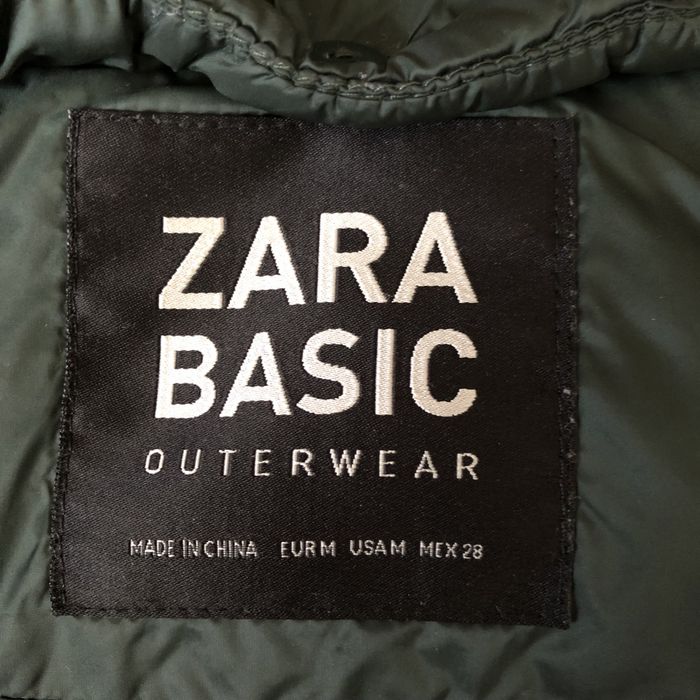 ZARA
BASIC
OUTERWEAR
MADE IN CHINA EUR M USA M MEX 28